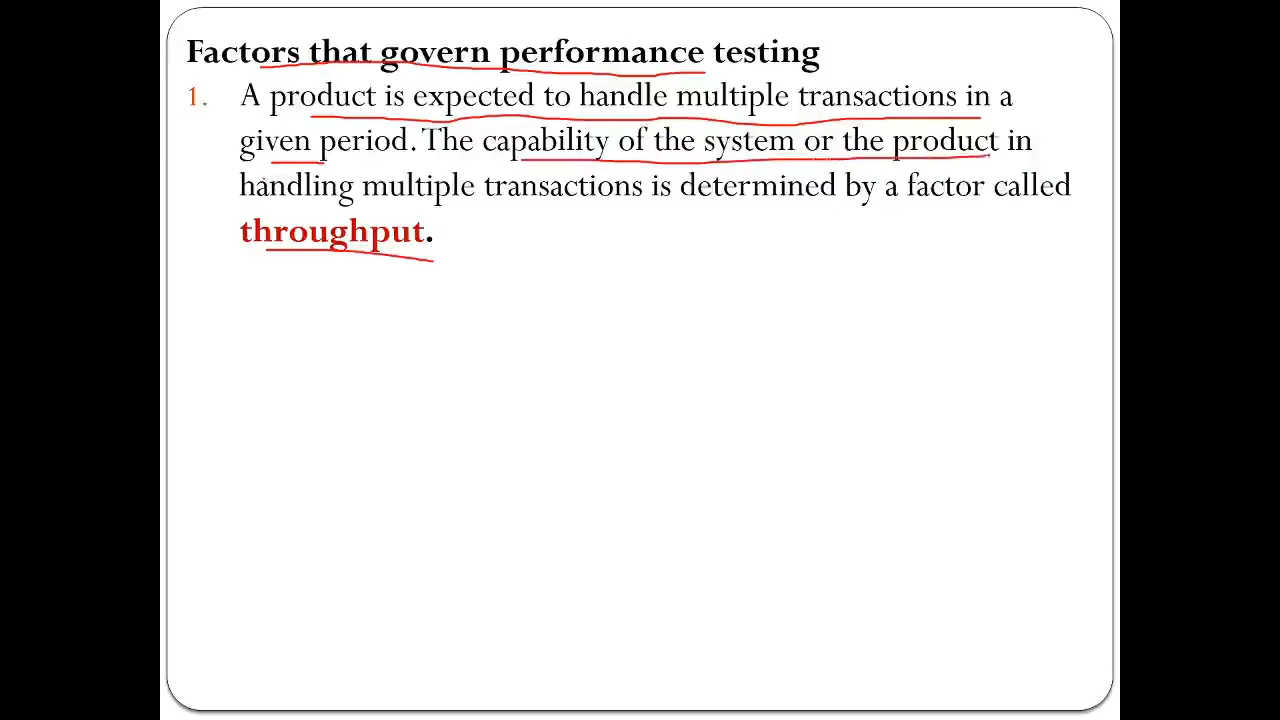 Factors that govern performance testing
1. A product is expected to handle multiple transactions in a
given period. The capability of the system or the product in
handling multiple transactions is determined by a factor called
throughput.